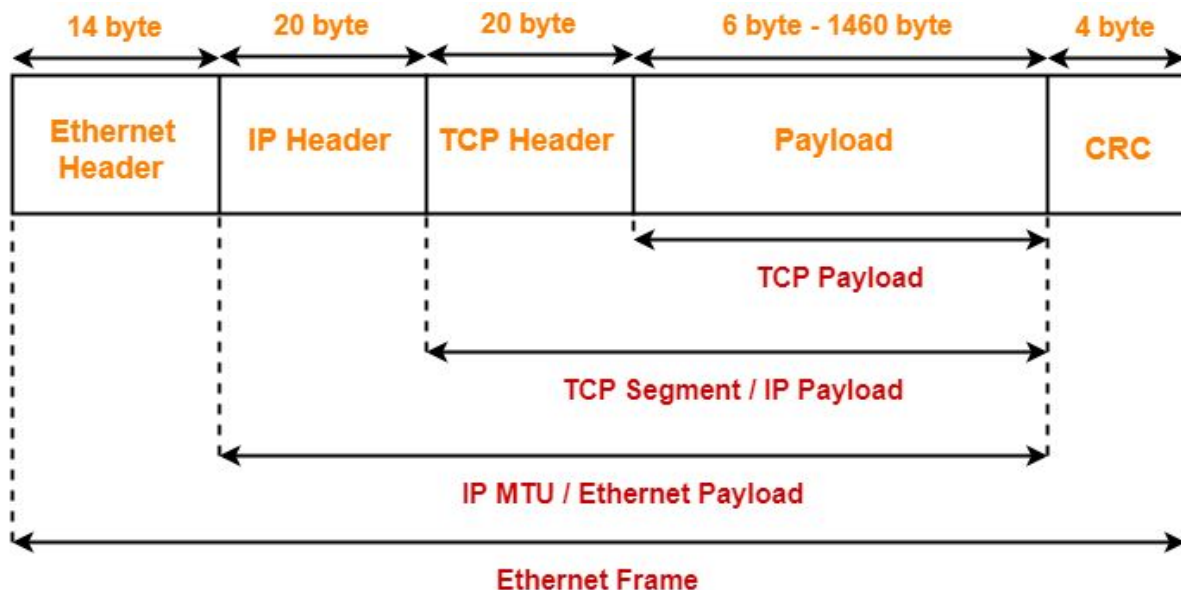 14 byte 20 byte 20 byte 6 byte - 1460 byte 4 byte
Ethernet Header IP Header TCP Header Payload CRC
TCP Payload
TCP Segment / IP Payload
IP MTU / Ethernet Payload
Ethernet Frame